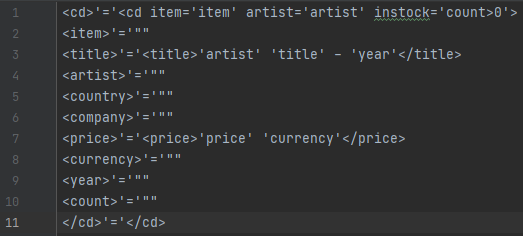 1 <cd>'='<cd item='item' artist='artist' instock='count>0'>
2 <item>'='""
3 <title>'='<title>'artist' 'title' - 'year'</title>
4 <artist>'='""
5 <country>'='""
6 <company>'='""
7 <price>'='<price>'price' 'currency'</price>
8 <currency>'='""
9 <year>'='""
10 <count>'='""
11 </cd>'='</cd>